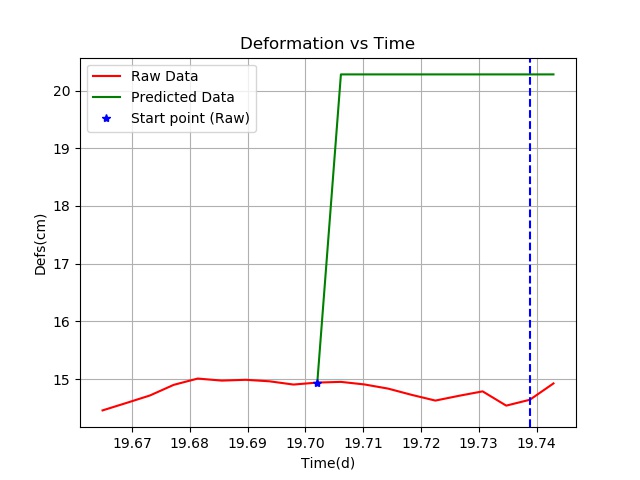 Deformation vs Time
Raw Data
Predicted Data
Start point (Raw)
Defs(cm)
20
19
18
17
16
15
19.67 19.68 19.69 19.70 19.71 19.72 19.73 19.74
Time(d)